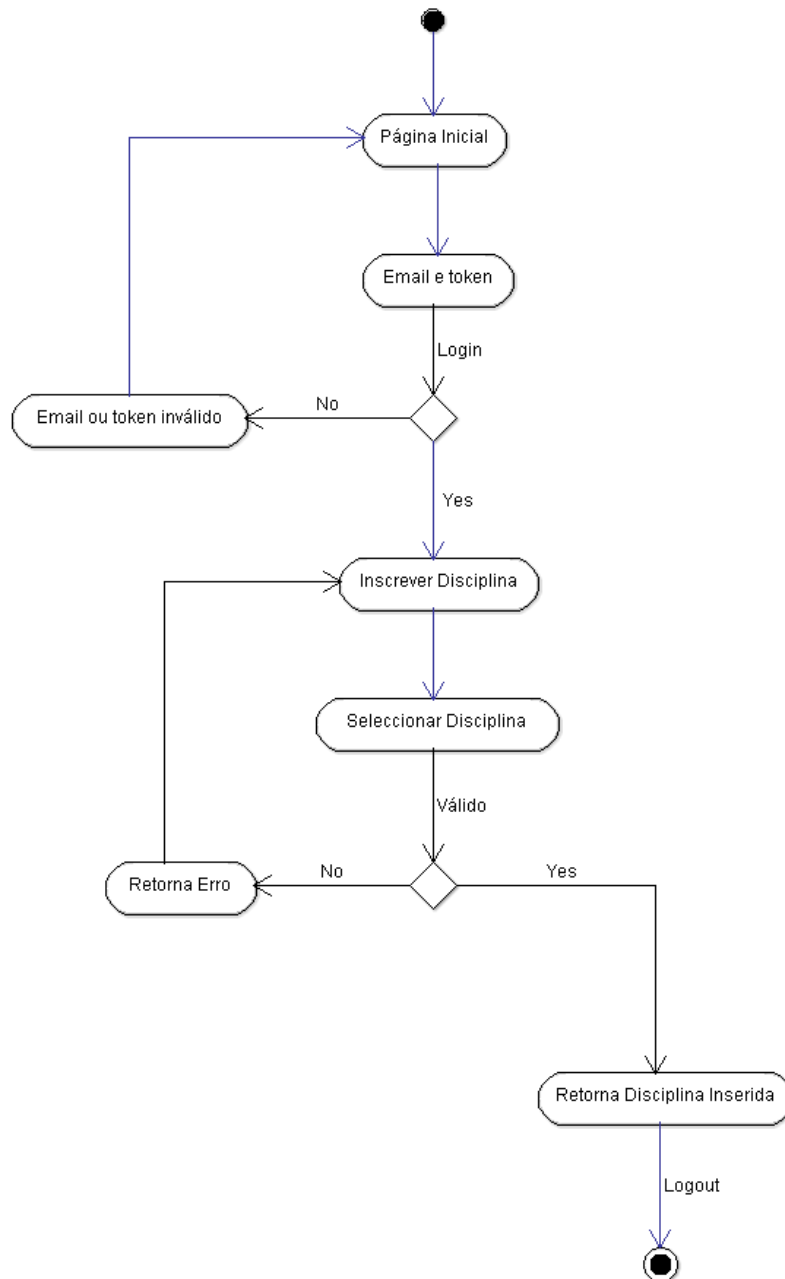 Página Inicial
Email e token
Login
No
Email ou token inválido
Yes
Inscrever Disciplina
Seleccionar Disciplina
Válido
No
Yes
Retorna Erro
Retorna Disciplina Inserida
Logout